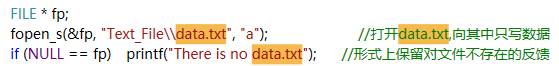 FILE * fp;
fopen_s(&fp, "Text_File\\data.txt", "a"); //打开data.txt,向其中只写数据
if (NULL == fp) printf("There is no data.txt"); //形式上保留对文件不存在的反馈